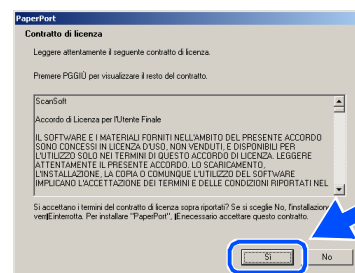 PaperPort
Contratto di licenza
Leggere attentamente il seguente contratto di licenza.
Premere PGGIÙ per visualizzare il resto del contratto.
ScanSoft
Accordo di Licenza per l'Utente Finale
IL SOFTWARE E I MATERIALI FORNITI NELL'AMBITO DEL PRESENTE ACCORDO
SONO CONCESSI IN LICENZA D'USO, NON VENDUTI, E DISPONIBILI PER
L'UTILIZZO SOLO NEI TERMINI DI QUESTO ACCORDO DI LICENZA. LEGGERE
ATTENTAMENTE IL PRESENTE ACCORDO. LO SCARICAMENTO,
L'INSTALLAZIONE, LA COPIA O COMUNQUE L'UTILIZZO DEL SOFTWARE
IMPLICANO L'ACCETTAZIONE DEI TERMINI E DELLE CONDIZIONI RIPORTATI NEL
Si accettano i termini del contratto di licenza sopra riportati? Se si sceglie No, l'installazione
verrà interrotta. Per installare "PaperPort", è necessario accettare questo contratto.
Sì
No